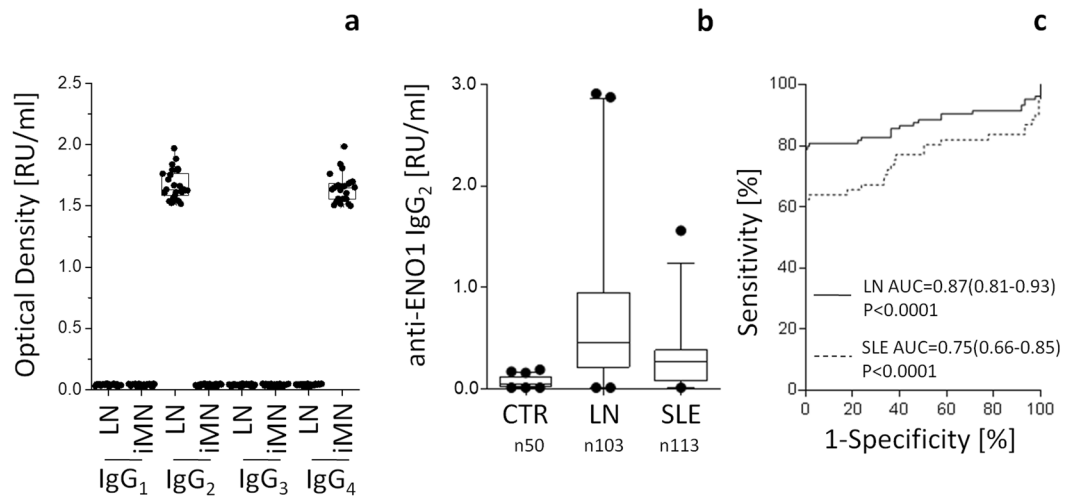 a
Optical Density [RU/ml]
2.5
2.0
1.5
1.0
0.5
0.0
LN
iMN
LN
iMN
LN
iMN
LN
iMN
IgG1
IgG2
IgG3
IgG4
b
anti-ENO1 IgG2 [RU/ml]
3.0
2.0
1.0
0.0
CTR
LN
SLE
n50
n103
n113
c
Sensitivity [%]
100
80
60
40
20
0
LN AUC=0.87(0.81-0.93)
P<0.0001
SLE AUC=0.75(0.66-0.85)
P<0.0001
0 20 40 60 80 100
1-Specificity [%]